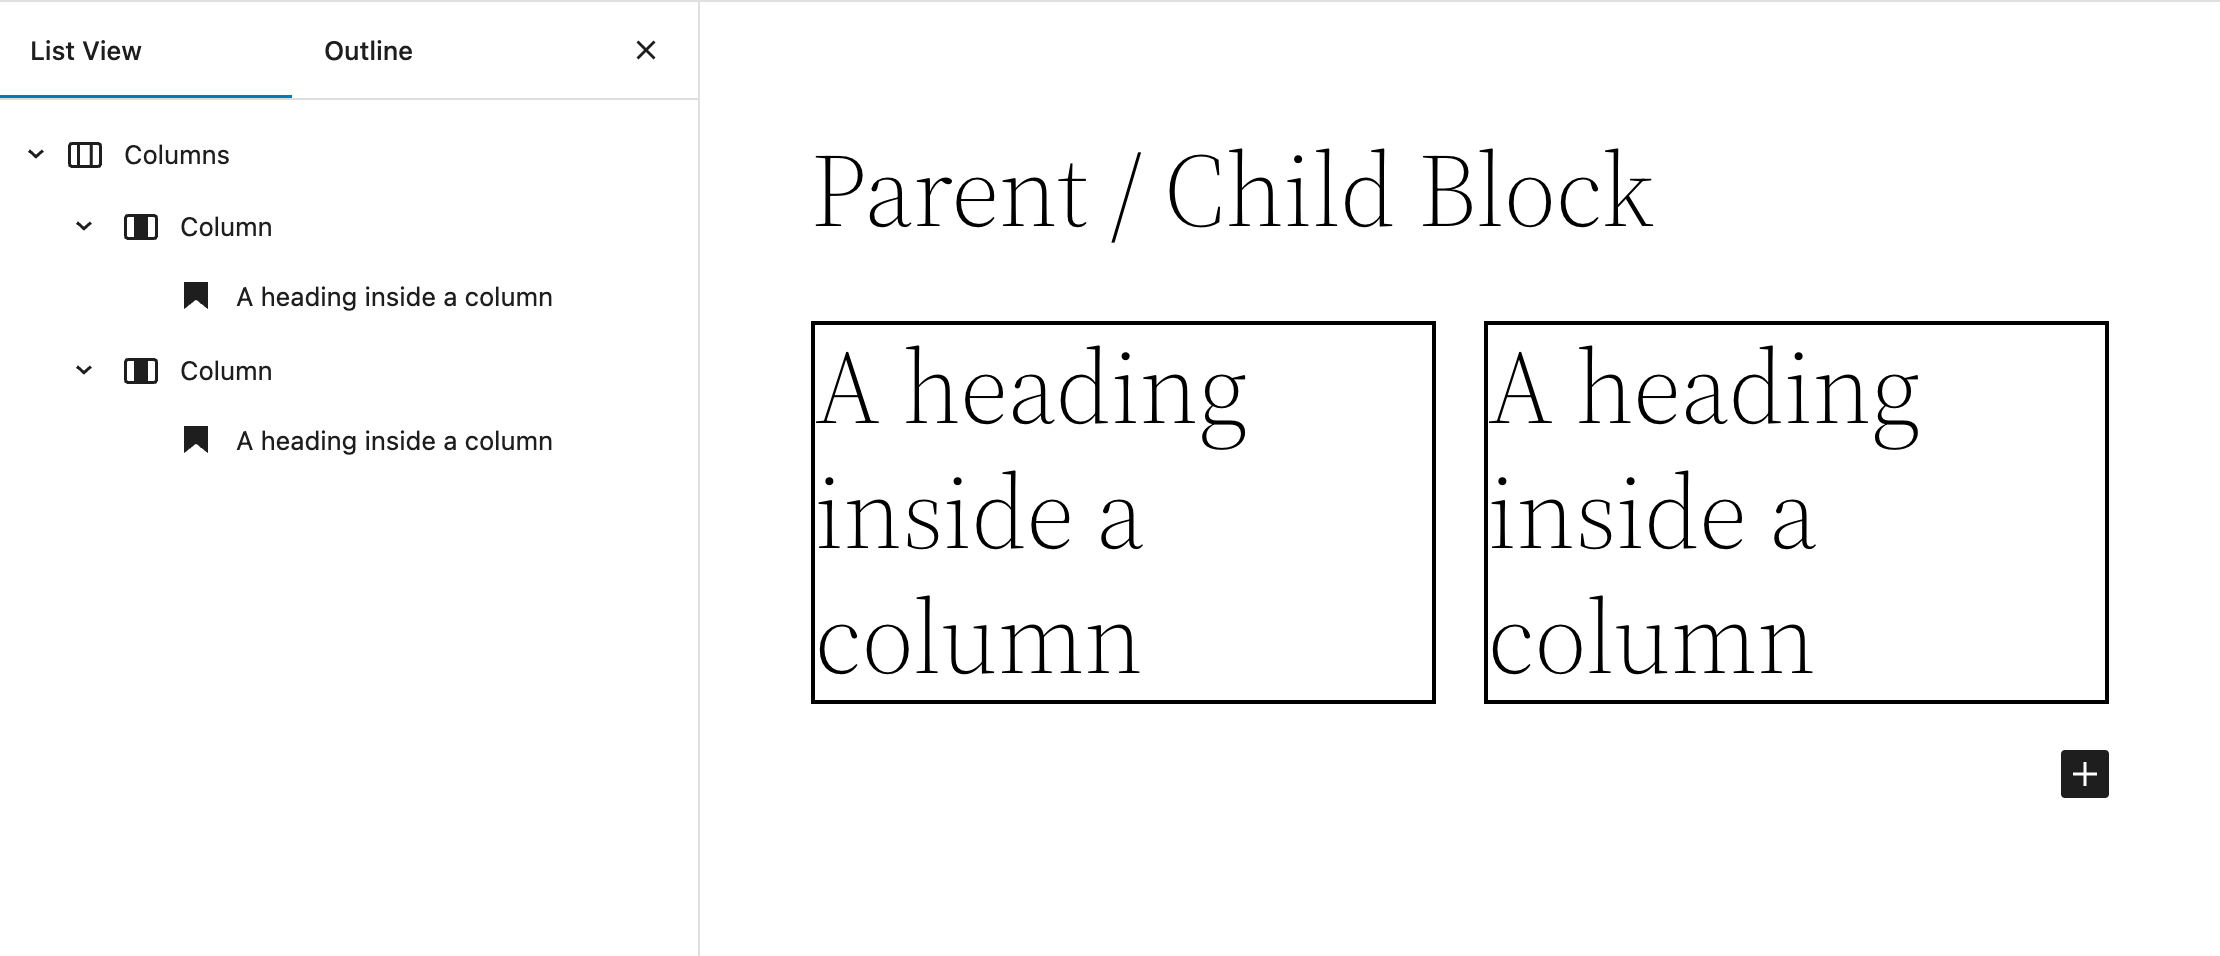 List View
Outline
Columns
Column
A heading inside a column
Column
A heading inside a column
Parent / Child Block
A heading
inside a
column
A heading
inside a
column